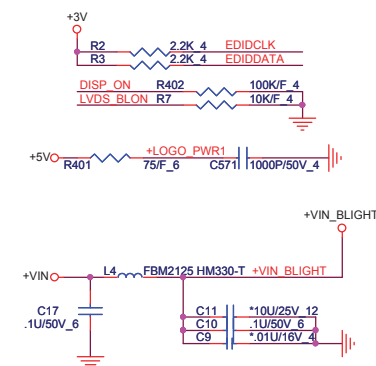 +3V
R2 2.2K_4 EDIDCLK
R3 2.2K_4 EDIDDATA
DISP_ON R402 100K/F_4
LVDS_BLON R7 10K/F_4
+5V +LOGO_PWR1
R401 75/F_6 C571 1000P/50V_4
+VIN_BLIGHT
+VIN L4 FBM2125 HM330-T +VIN_BLIGHT
C17 C11 *10U/25V_12
.1U/50V_6 C10 .1U/50V_6
C9 *.01U/16V_4